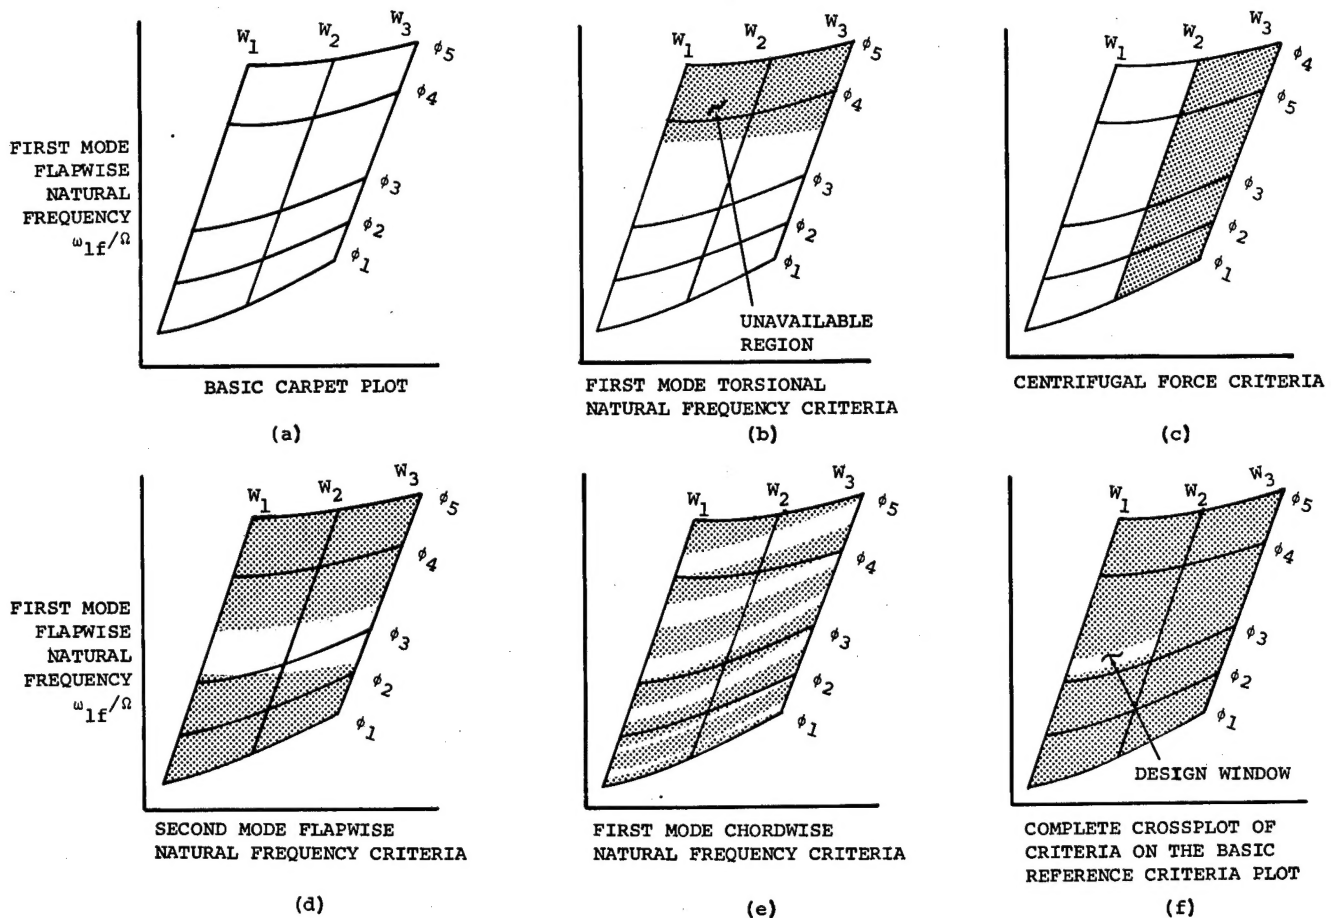 W1 W2 W3
φ5
φ4
φ3
φ2
φ1
FIRST MODE
FLAPWISE
NATURAL
FREQUENCY
ω1f/Ω
BASIC CARPET PLOT
(a)
W1 W2 W3
φ5
φ4
φ3
φ2
φ1
UNAVAILABLE
REGION
FIRST MODE TORSIONAL
NATURAL FREQUENCY CRITERIA
(b)
W1 W2 W3
φ4
φ5
φ3
φ2
φ1
CENTRIFUGAL FORCE CRITERIA
(c)
W1 W2 W3
φ5
φ4
φ3
φ2
φ1
FIRST MODE
FLAPWISE
NATURAL
FREQUENCY
ω1f/Ω
SECOND MODE FLAPWISE
NATURAL FREQUENCY CRITERIA
(d)
W1 W2 W3
φ5
φ4
φ3
φ2
φ1
FIRST MODE CHORDWISE
NATURAL FREQUENCY CRITERIA
(e)
W1 W2 W3
φ5
φ4
φ3
φ2
φ1
DESIGN WINDOW
COMPLETE CROSSPLOT OF
CRITERIA ON THE BASIC
REFERENCE CRITERIA PLOT
(f)